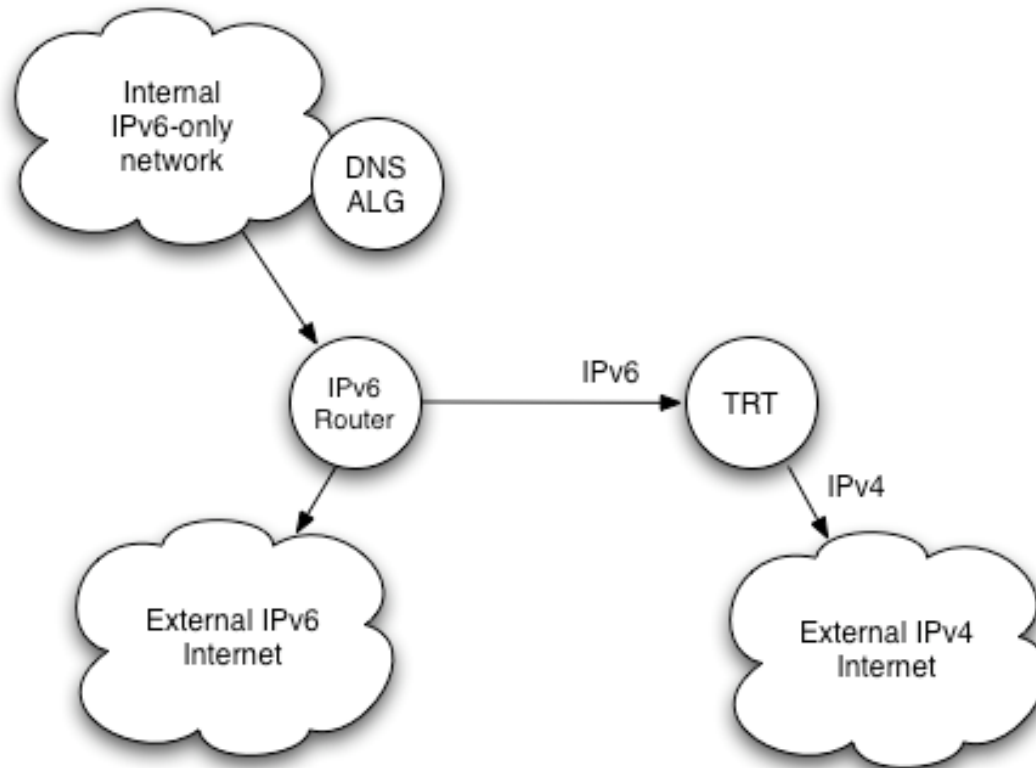 Internal
IPv6-only
network
DNS
ALG
IPv6
Router
IPv6
TRT
IPv4
External IPv6
Internet
External IPv4
Internet